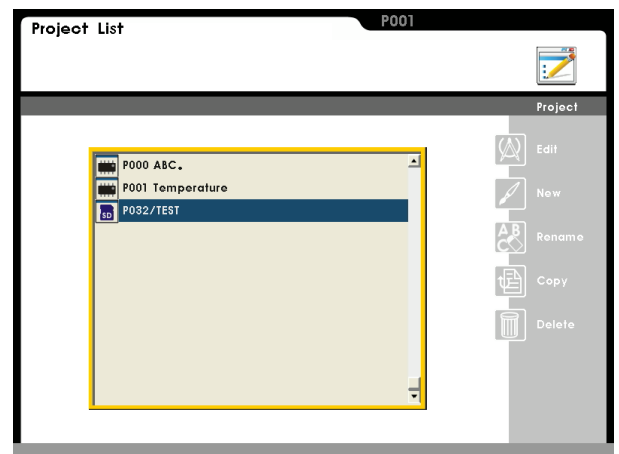 Project List
P001
Project
P000 ABC.
P001 Temperature
P032/TEST
SD
Edit
New
A B
C
Rename
Copy
Delete